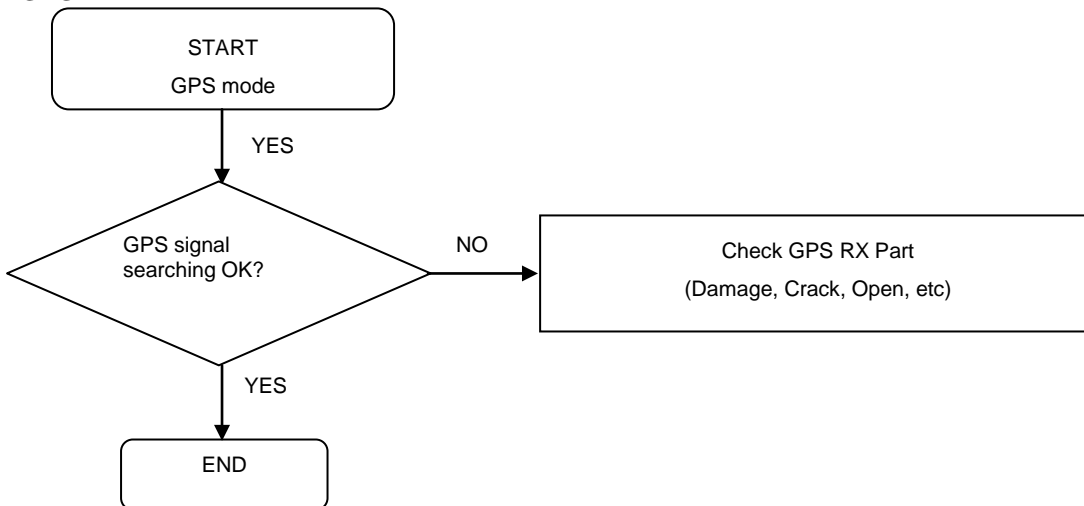 START
GPS mode
YES
GPS signal
searching OK?
NO
Check GPS RX Part
(Damage, Crack, Open, etc)
YES
END